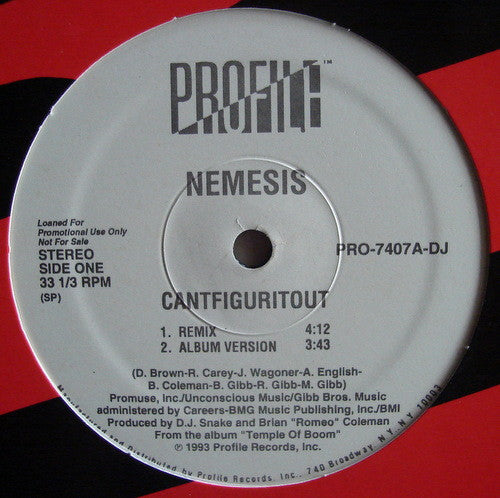 PROFILE™
NEMESIS
Loaned For
Promotional Use Only
Not For Sale
STEREO
SIDE ONE
33 1/3 RPM
(SP)
PRO-7407A-DJ
CANTFIGURITOUT
1. REMIX 4:12
2. ALBUM VERSION 3:43
(D. Brown-R. Carey-J. Wagoner-A. English-
B. Coleman-B. Gibb-R. Gibb-M. Gibb)
Promuse, Inc./Unconscious Music/Gibb Bros. Music
administered by Careers-BMG Music Publishing, Inc./BMI
Produced by D.J. Snake and Brian "Romeo" Coleman
From the album "Temple Of Boom"
℗ 1993 Profile Records, Inc.
Manufactured and Distributed by Profile Records, Inc., 740 Broadway, N.Y., N.Y. 10003